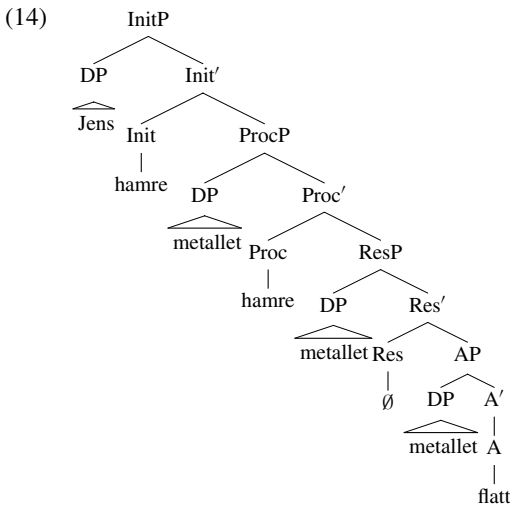 (14) InitP
DP Init′
Jens Init ProcP
hamre DP Proc′
metallet Proc ResP
hamre DP Res′
metallet Res AP
Ø DP A′
metallet A
flatt